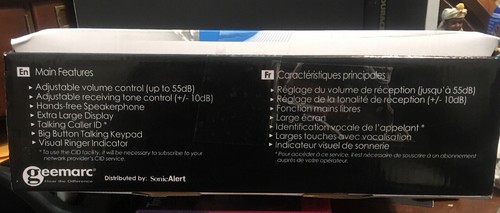 En Main Features
▸ Adjustable volume control (up to 55dB)
▸ Adjustable receiving tone control (+/- 10dB)
▸ Hands-free Speakerphone
▸ Extra Large Display
▸ Talking Caller ID *
▸ Big Button Talking Keypad
▸ Visual Ringer Indicator
* To use the CID facility, it will be necessary to subscribe to your
network provider's CID service.
Fr Caractéristiques principales
▸ Réglage du volume de réception (jusqu'à 55dB)
▸ Réglage de la tonalité de réception (+/- 10dB)
▸ Fonction mains libres
▸ Large écran
▸ Identification vocale de l'appelant *
▸ Larges touches avec vocalisation
▸ Indicateur visuel de sonnerie
* Pour accéder à ce service, il est nécessaire de souscrire à un abonnement
auprès de votre opérateur.
geemarc
Hear the Difference
Distributed by: SonicAlert